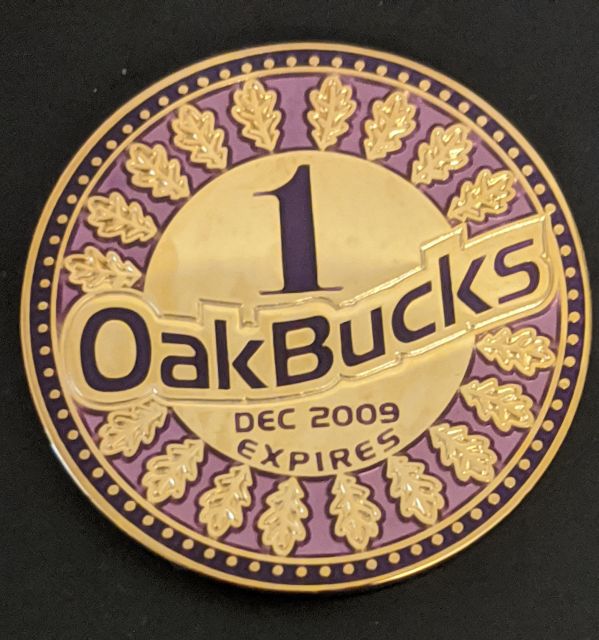 1
OakBucks
DEC 2009
EXPIRES